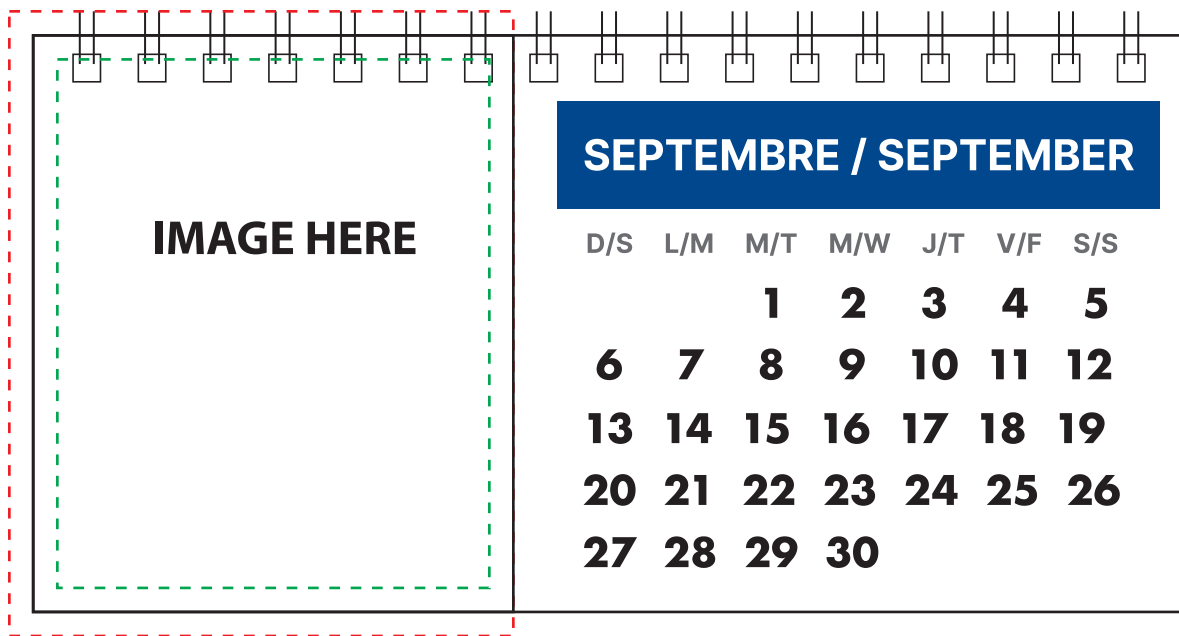 IMAGE HERE
SEPTEMBRE / SEPTEMBER
D/S L/M M/T M/W J/T V/F S/S
1 2 3 4 5
6 7 8 9 10 11 12
13 14 15 16 17 18 19
20 21 22 23 24 25 26
27 28 29 30